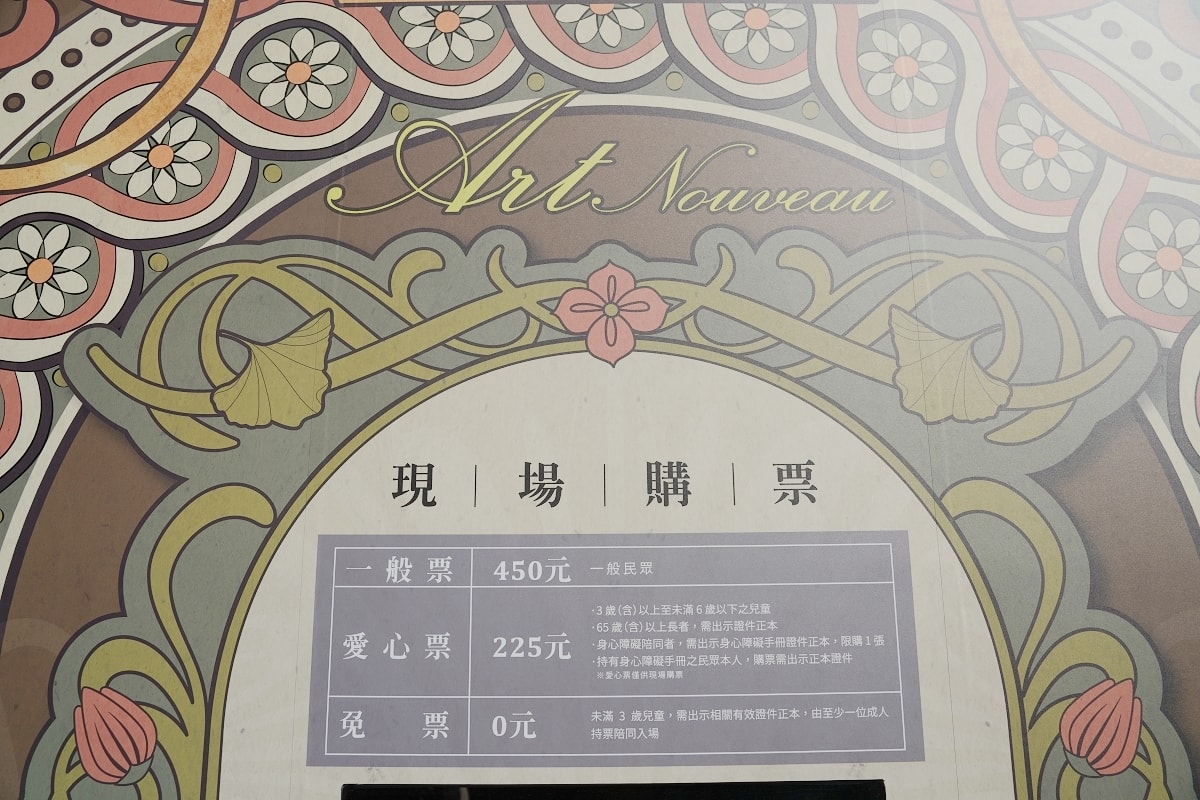 Art Nouveau
現｜場｜購｜票
一般票 450元 一般民眾
愛心票 225元
·3歲(含)以上至未滿6歲以下之兒童
·65歲(含)以上長者，需出示證件正本
·身心障礙陪同者，需出示身心障礙手冊證件正本，限購1張
·持有身心障礙手冊之民眾本人，購票需出示正本證件
※愛心票僅供現場購票
免票 0元
未滿 3 歲兒童，需出示相關有效證件正本，由至少一位成人
持票陪同入場